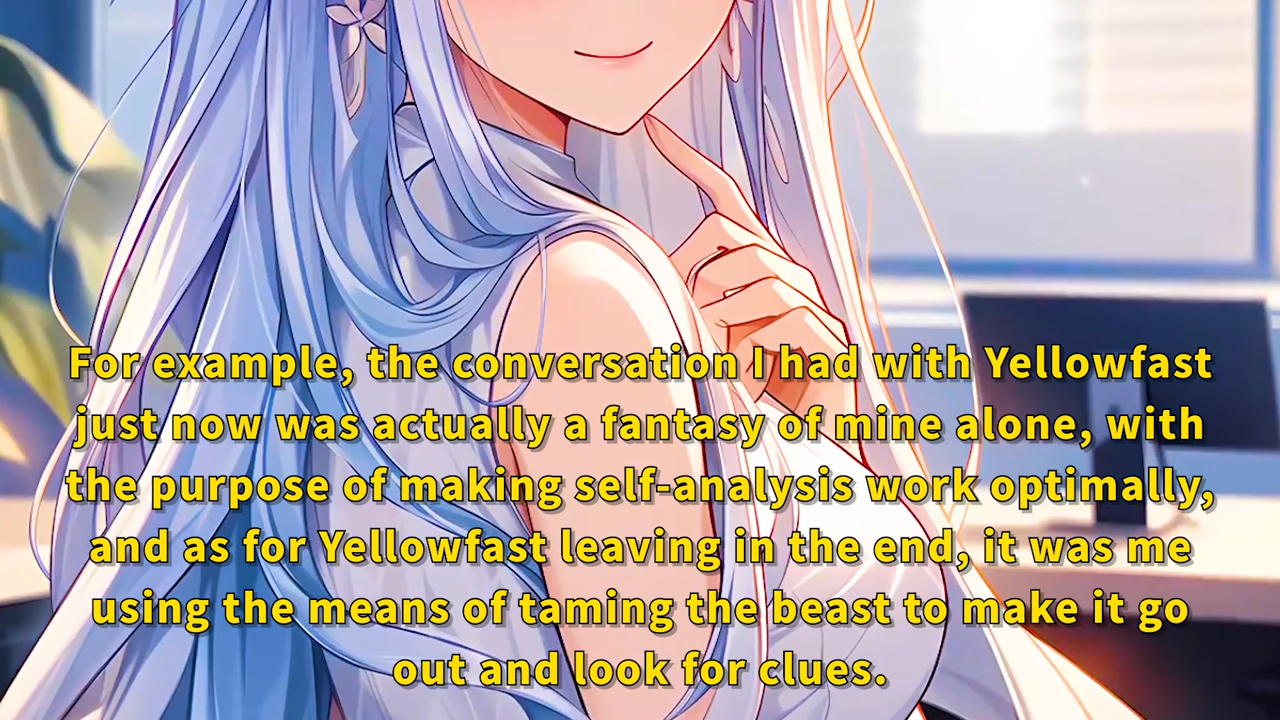 For example, the conversation I had with Yellowfast
just now was actually a fantasy of mine alone, with
the purpose of making self-analysis work optimally,
and as for Yellowfast leaving in the end, it was me
using the means of taming the beast to make it go
out and look for clues.